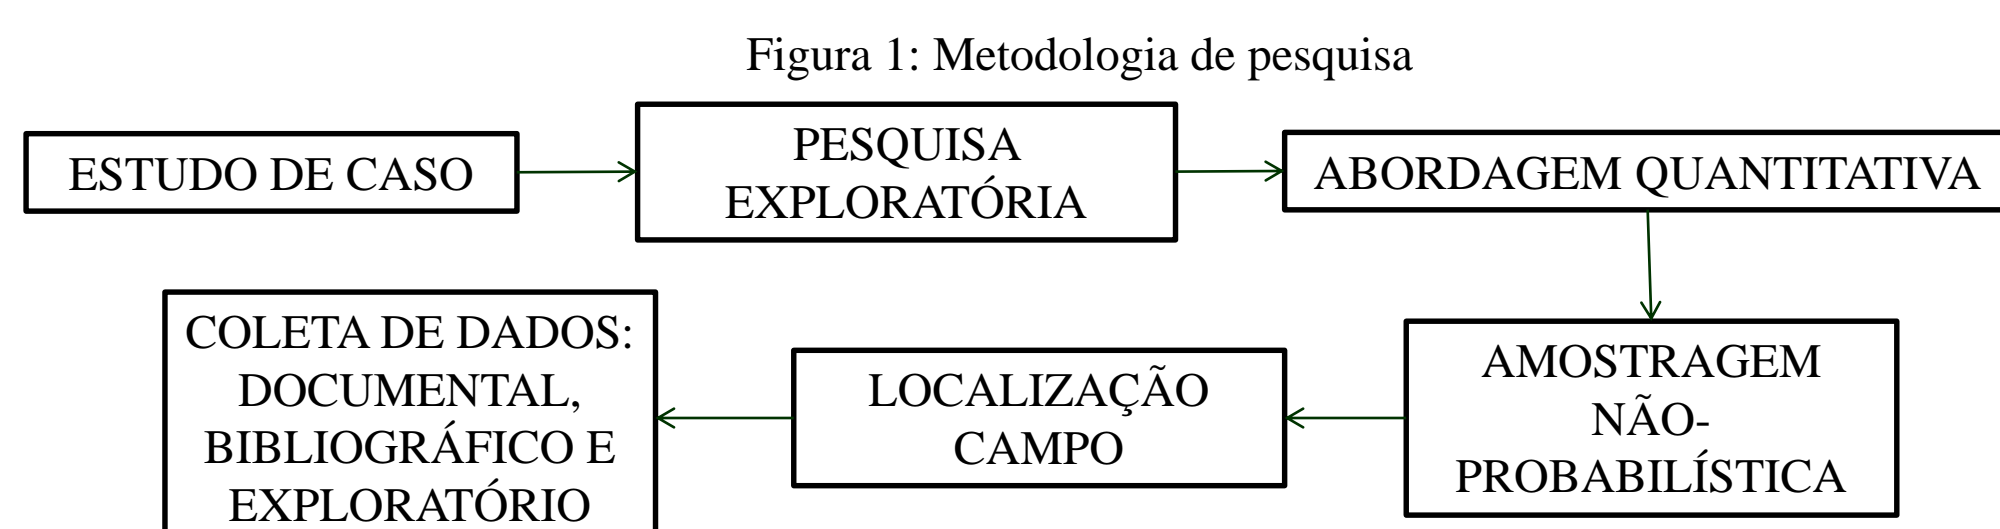 Figura 1: Metodologia de pesquisa
ESTUDO DE CASO
PESQUISA
EXPLORATÓRIA
ABORDAGEM QUANTITATIVA
AMOSTRAGEM
NÃO-
PROBABILÍSTICA
LOCALIZAÇÃO
CAMPO
COLETA DE DADOS:
DOCUMENTAL,
BIBLIOGRÁFICO E
EXPLORATÓRIO